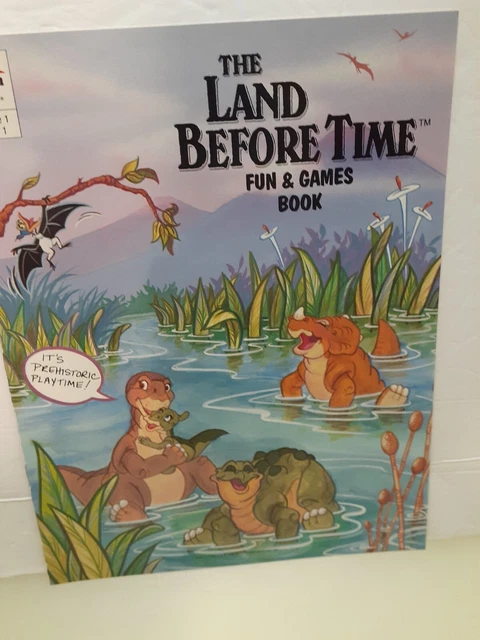 THE
LAND
BEFORE TIME™
FUN & GAMES
BOOK
IT'S
PREHISTORIC
PLAYTIME!